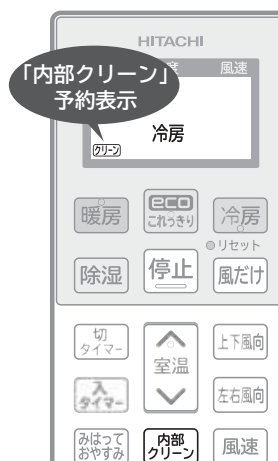 HITACHI
「内部クリーン」
予約表示
風速
冷房
クリーン
暖房
eco
これっきり
冷房
リセット
除湿
停止
風だけ
切
タイマー
室温
上下風向
入
タイマー
左右風向
みはって
おやすみ
内部
クリーン
風速